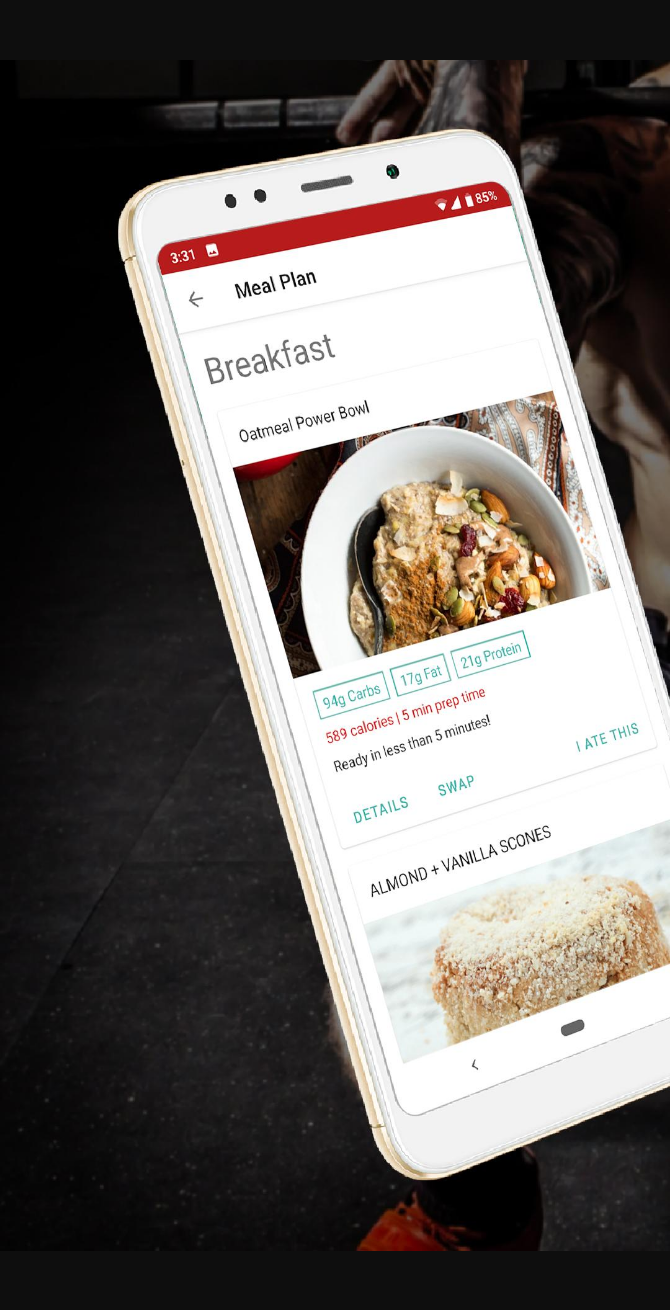 3:31
85%
Meal Plan
Breakfast
Oatmeal Power Bowl
94g Carbs
17g Fat
21g Protein
589 calories | 5 min prep time
Ready in less than 5 minutes!
DETAILS
SWAP
I ATE THIS
ALMOND + VANILLA SCONES